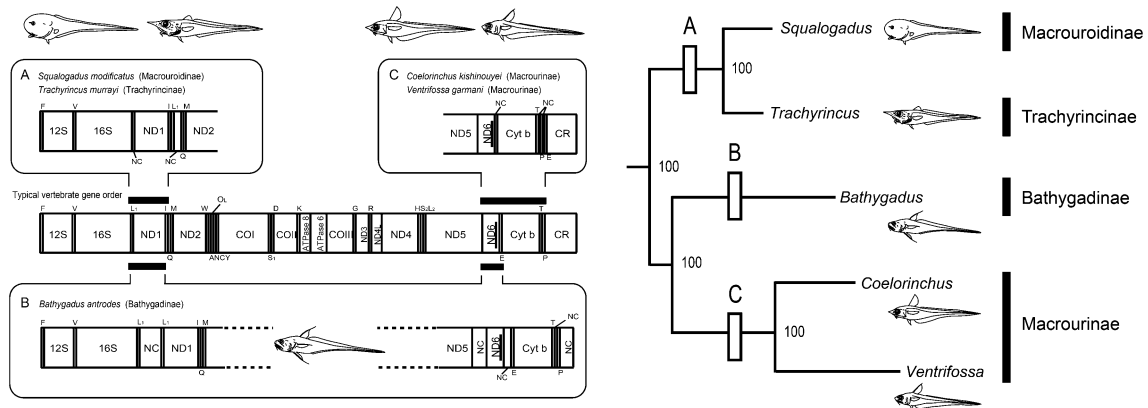 A Squalogadus modificatus (Macrouroidinae)
Trachyrincus murrayi (Trachyrincinae)
F V I L₁ M
12S 16S ND1 ND2
NC NC Q
C Coelorinchus kishinouyei (Macrourinae)
Ventrifossa garmani (Macrourinae)
NC T NC
ND5 ND6 Cyt b CR
P E
Typical vertebrate gene order
F V L₁ I M W OL D K G R HS₂L₂ T
12S 16S ND1 ND2 COI COII ATPase 8 ATPase 6 COIII ND3 ND4L ND4 ND5 ND6 Cyt b CR
Q ANCY S₁ E P
B Bathygadus antrodes (Bathygadinae)
F V L₁ L₁ I M T NC
12S 16S NC ND1 ND5 NC ND6 Cyt b NC
Q NC E P
A
Squalogadus
Macrouroidinae
100
Trachyrincus
Trachyrincinae
100
B
Bathygadus
Bathygadinae
100
C
Coelorinchus
100
Macrourinae
Ventrifossa